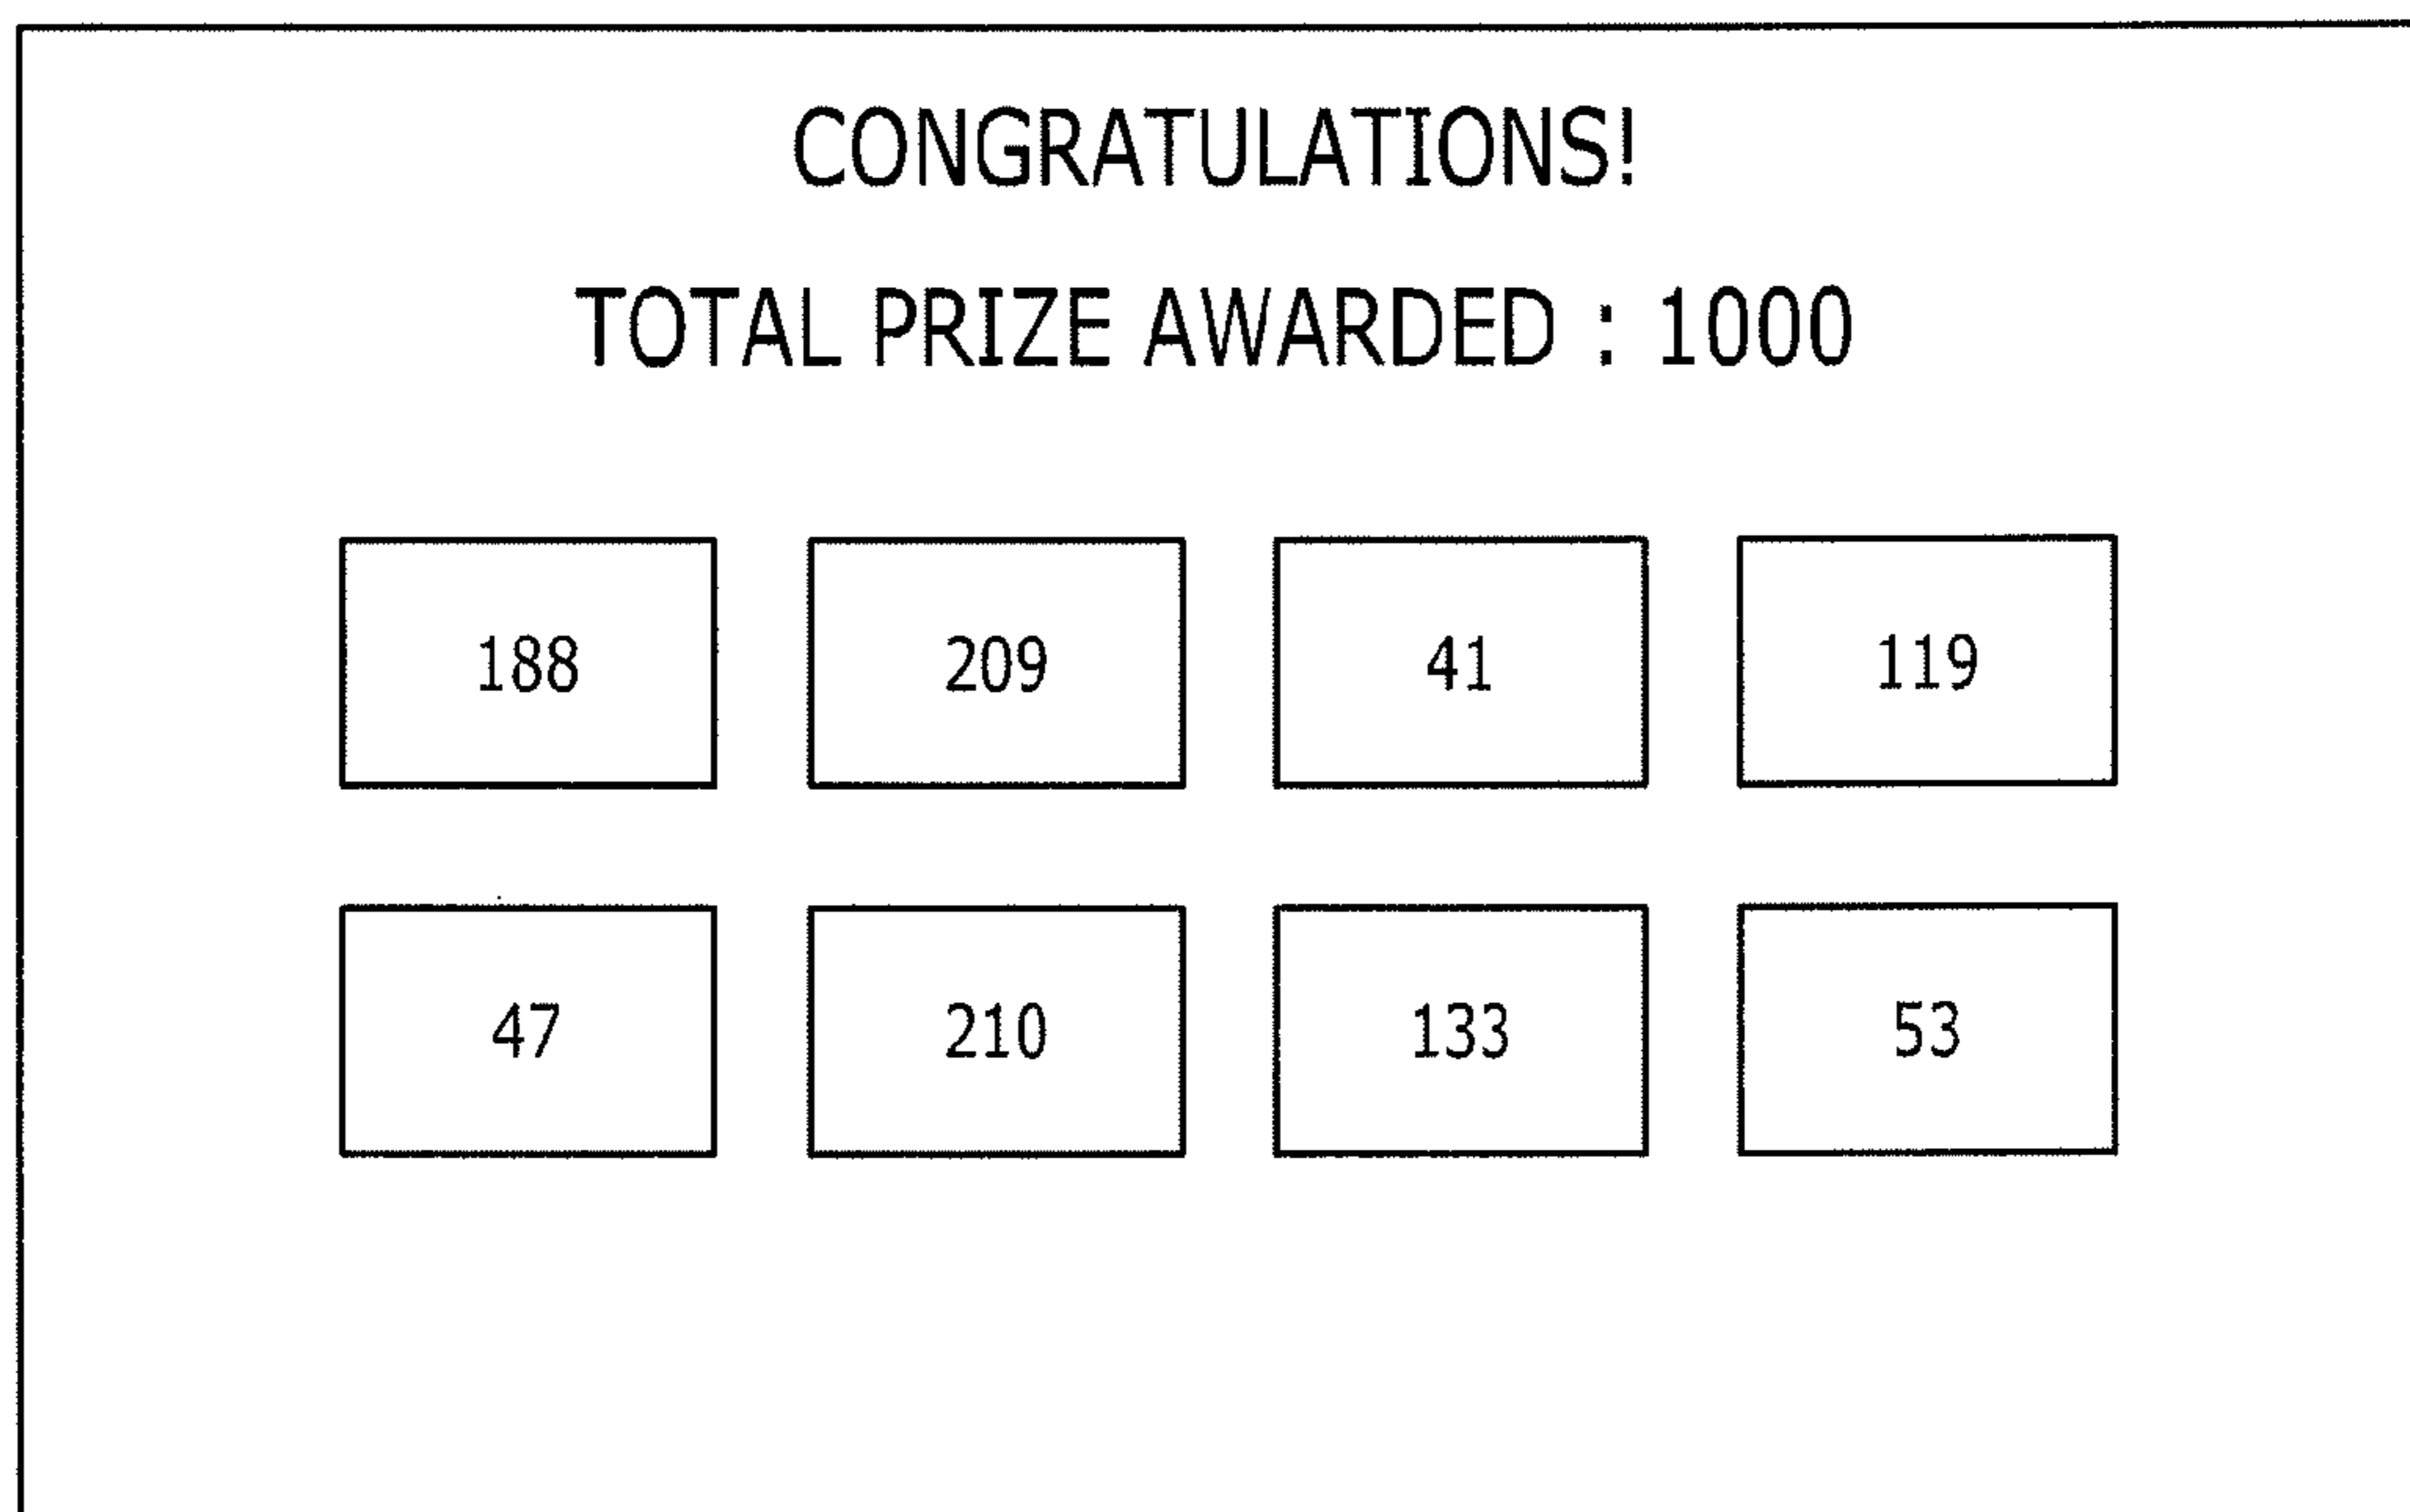 CONGRATULATIONS!
TOTAL PRIZE AWARDED : 1000
188 209 41 119
47 210 133 53